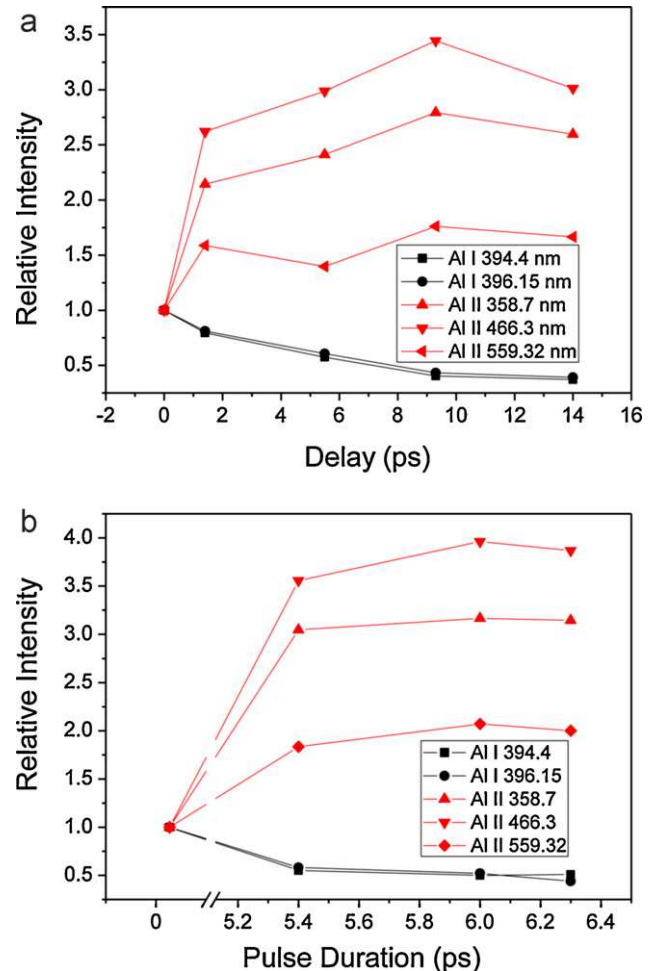 a
3.5
3.0
2.5
2.0
1.5
1.0
0.5
Relative Intensity
Al I 394.4 nm
Al I 396.15 nm
Al II 358.7 nm
Al II 466.3 nm
Al II 559.32 nm
-2 0 2 4 6 8 10 12 14 16
Delay (ps)
b
4.0
3.5
3.0
2.5
2.0
1.5
1.0
0.5
Relative Intensity
Al I 394.4
Al I 396.15
Al II 358.7
Al II 466.3
Al II 559.32
0 5.2 5.4 5.6 5.8 6.0 6.2 6.4
Pulse Duration (ps)